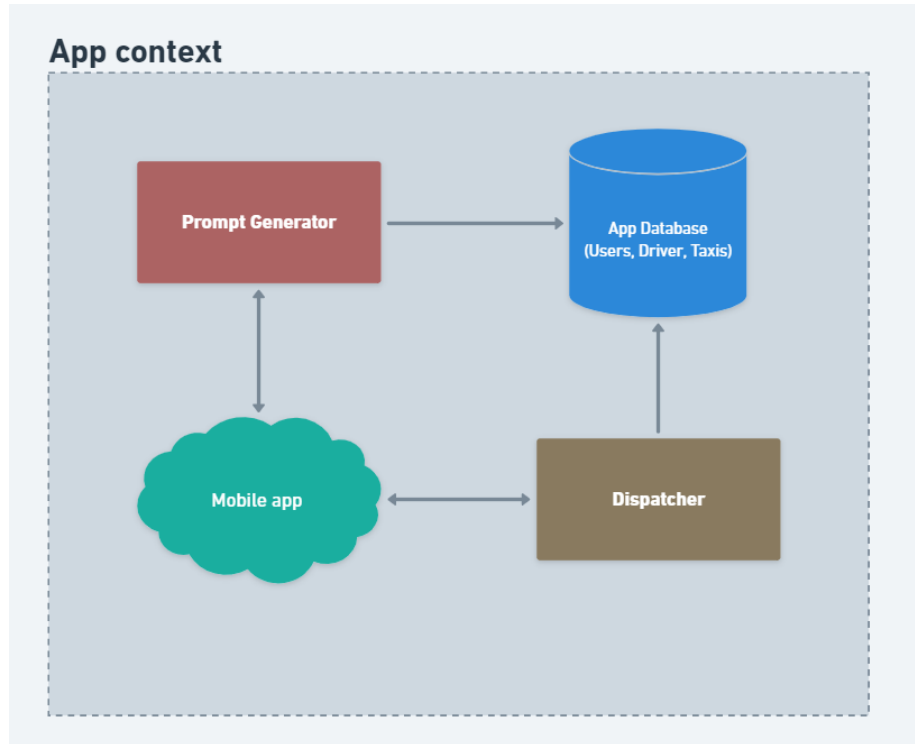 App context
Prompt Generator
App Database
(Users, Driver, Taxis)
Mobile app
Dispatcher